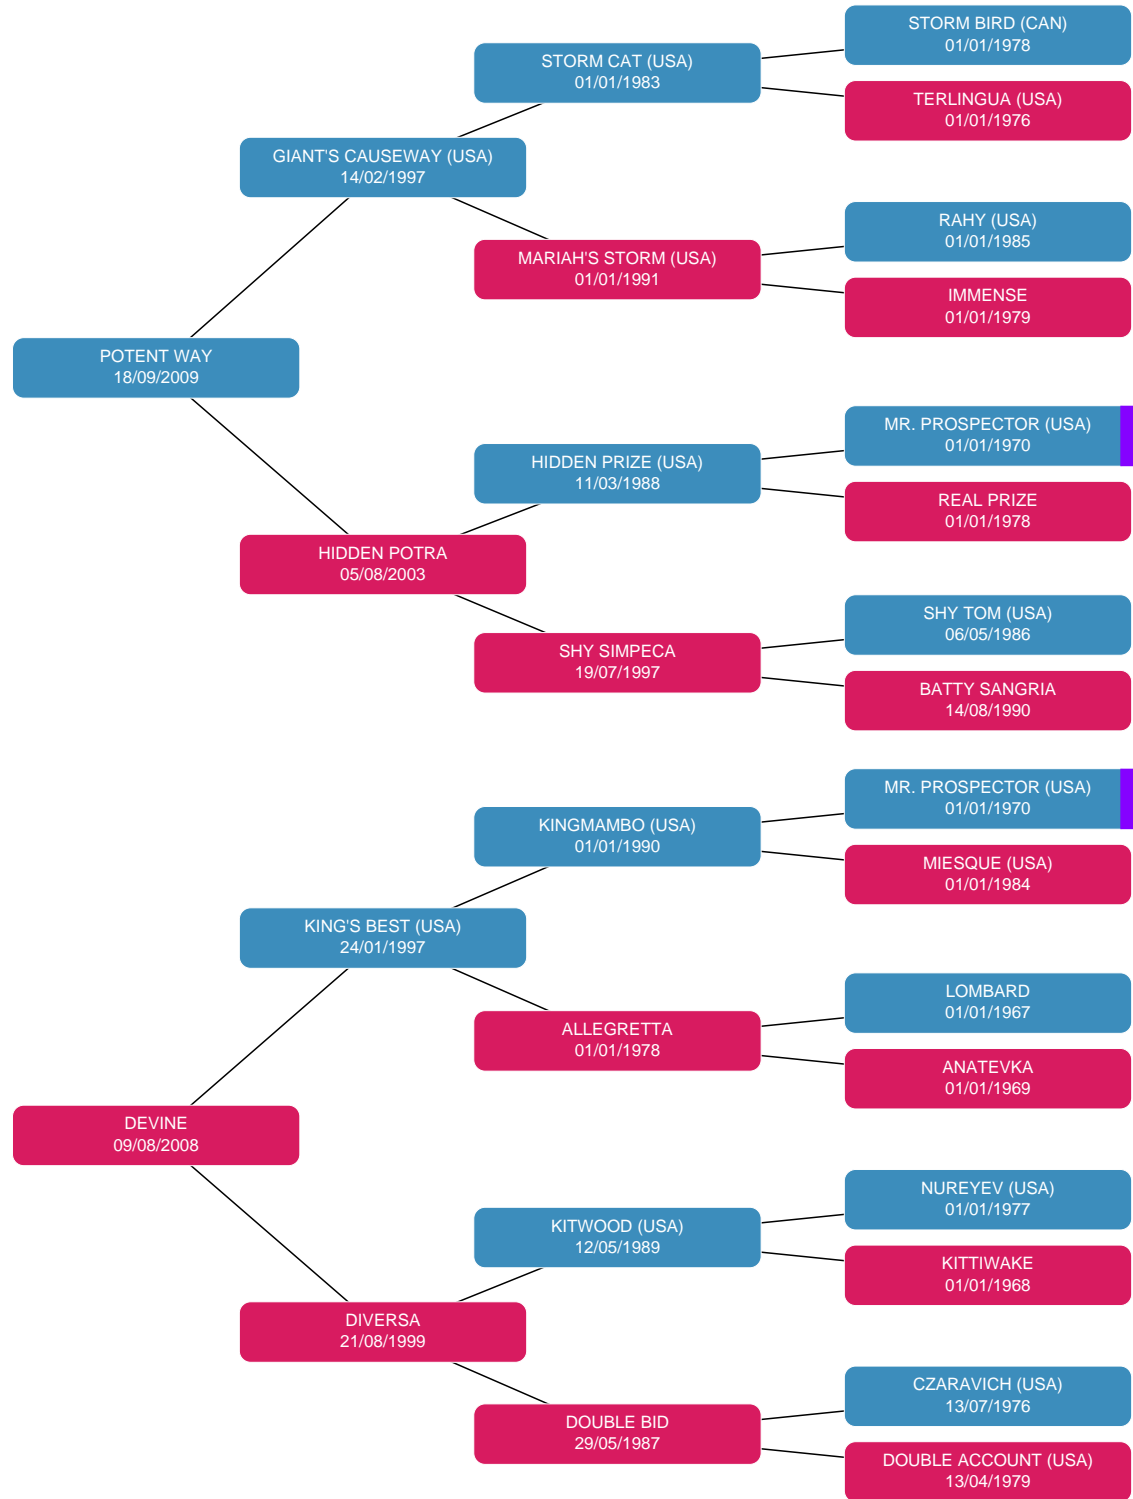 STORM BIRD (CAN)
01/01/1978
STORM CAT (USA)
01/01/1983
TERLINGUA (USA)
01/01/1976
GIANT'S CAUSEWAY (USA)
14/02/1997
RAHY (USA)
01/01/1985
MARIAH'S STORM (USA)
01/01/1991
IMMENSE
01/01/1979
POTENT WAY
18/09/2009
MR. PROSPECTOR (USA)
01/01/1970
HIDDEN PRIZE (USA)
11/03/1988
REAL PRIZE
01/01/1978
HIDDEN POTRA
05/08/2003
SHY TOM (USA)
06/05/1986
SHY SIMPECA
19/07/1997
BATTY SANGRIA
14/08/1990
MR. PROSPECTOR (USA)
01/01/1970
KINGMAMBO (USA)
01/01/1990
MIESQUE (USA)
01/01/1984
KING'S BEST (USA)
24/01/1997
LOMBARD
01/01/1967
ALLEGRETTA
01/01/1978
ANATEVKA
01/01/1969
DEVINE
09/08/2008
NUREYEV (USA)
01/01/1977
KITWOOD (USA)
12/05/1989
KITTIWAKE
01/01/1968
DIVERSA
21/08/1999
CZARAVICH (USA)
13/07/1976
DOUBLE BID
29/05/1987
DOUBLE ACCOUNT (USA)
13/04/1979